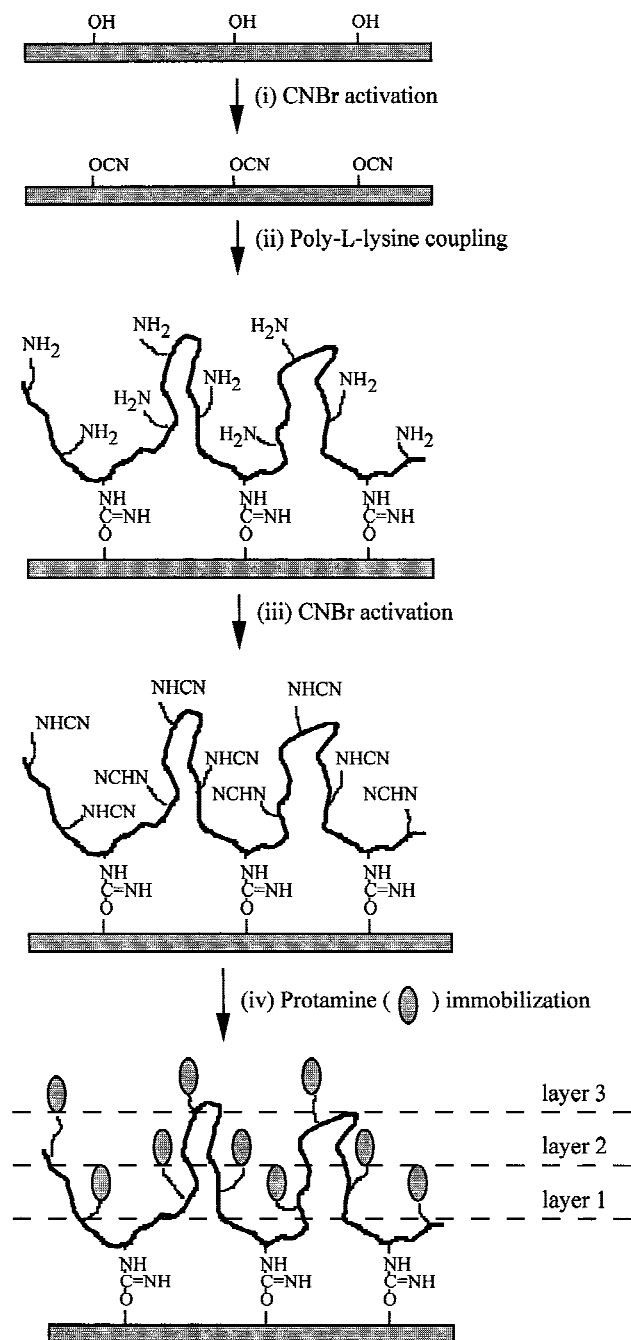 OH OH OH
(i) CNBr activation
OCN OCN OCN
(ii) Poly-L-lysine coupling
NH2 H2N
NH2 NH2 NH2
H2N
NH2 H2N NH2
NH NH NH
C=NH C=NH C=NH
O O O
(iii) CNBr activation
NHCN NHCN
NHCN
NHCN NHCN
NCHN NCHN NCHN
NHCN
NH NH NH
C=NH C=NH C=NH
O O O
(iv) Protamine ( ) immobilization
layer 3
layer 2
layer 1
NH NH NH
C=NH C=NH C=NH
O O O